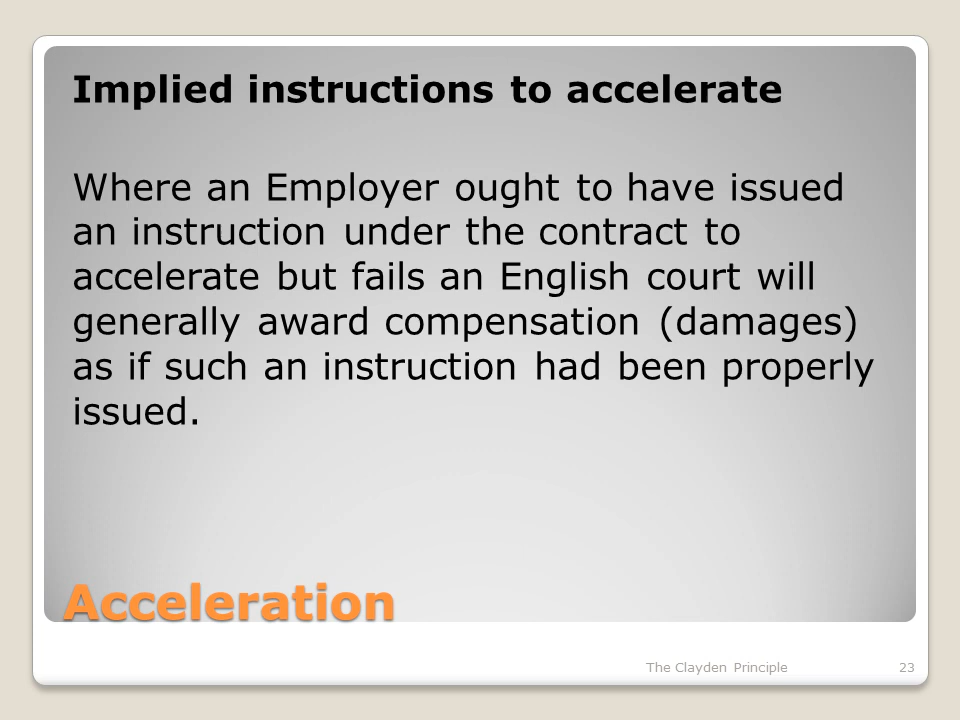 Implied instructions to accelerate
Where an Employer ought to have issued
an instruction under the contract to
accelerate but fails an English court will
generally award compensation (damages)
as if such an instruction had been properly
issued.
Acceleration
The Clayden Principle 23